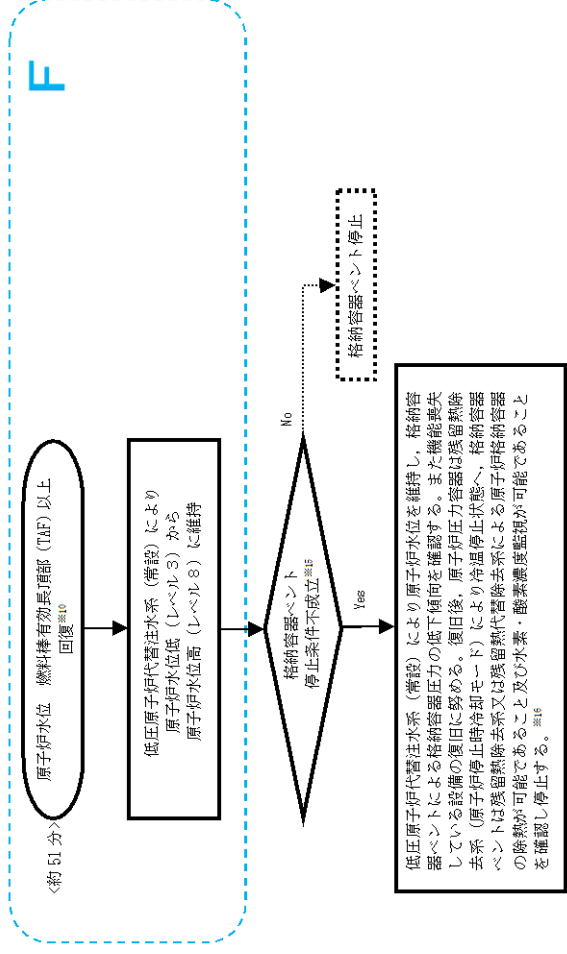 F
<約 51 分>
原子炉水位　燃料棒有効長頂部（TAF）以上
回復※10
低圧原子炉代替注水系（常設）により
原子炉水位低（レベル３）から
原子炉水位高（レベル８）に維持
格納容器ベント
停止条件不成立※15
No
格納容器ベント停止
Yes
低圧原子炉代替注水系（常設）により原子炉水位を維持し，格納容
器ベントによる格納容器圧力の低下傾向を確認する。また機能喪失
している設備の復旧に努める。復旧後，原子炉圧力容器は残留熱除
去系（原子炉停止時冷却モード）により冷温停止状態へ，格納容器
ベントは残留熱除去系又は残留熱代替除去系による原子炉格納容器
の除熱が可能であること及び水素・酸素濃度監視が可能であること
を確認し停止する。※16